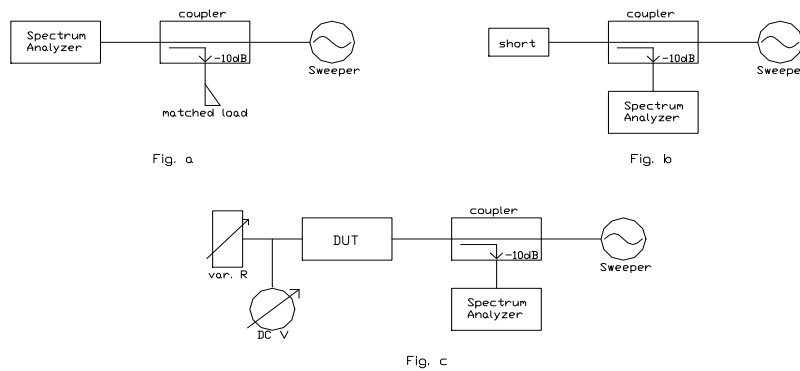 coupler
Spectrum
Analyzer
-10dB
Sweeper
matched load
Fig. a
coupler
short
-10dB
Sweepe
Spectrum
Analyzer
Fig. b
coupler
DUT
-10dB
Sweeper
var. R
Spectrum
Analyzer
DC V
Fig. c